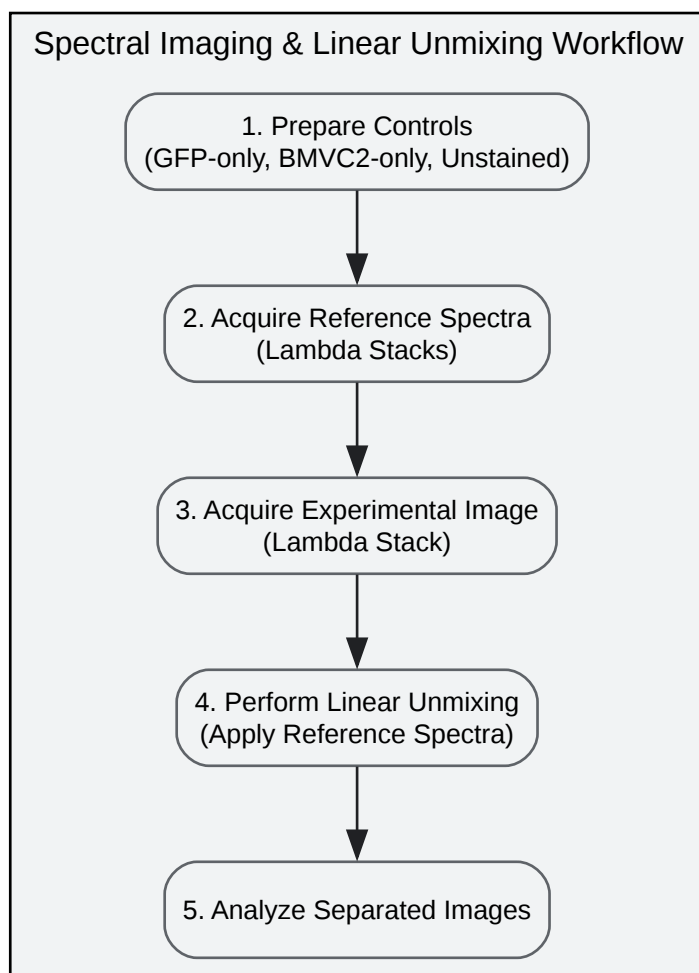 Spectral Imaging & Linear Unmixing Workflow
1. Prepare Controls
(GFP-only, BMVC2-only, Unstained)
2. Acquire Reference Spectra
(Lambda Stacks)
3. Acquire Experimental Image
(Lambda Stack)
4. Perform Linear Unmixing
(Apply Reference Spectra)
5. Analyze Separated Images